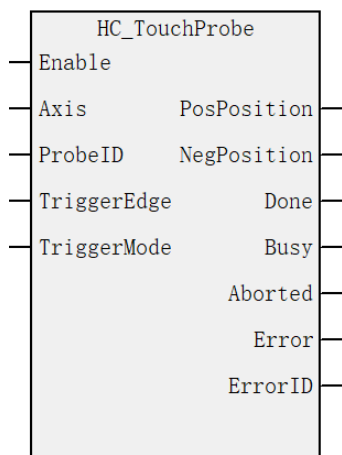 HC_TouchProbe
Enable
Axis PosPosition
ProbeID NegPosition
TriggerEdge Done
TriggerMode Busy
Aborted
Error
ErrorID